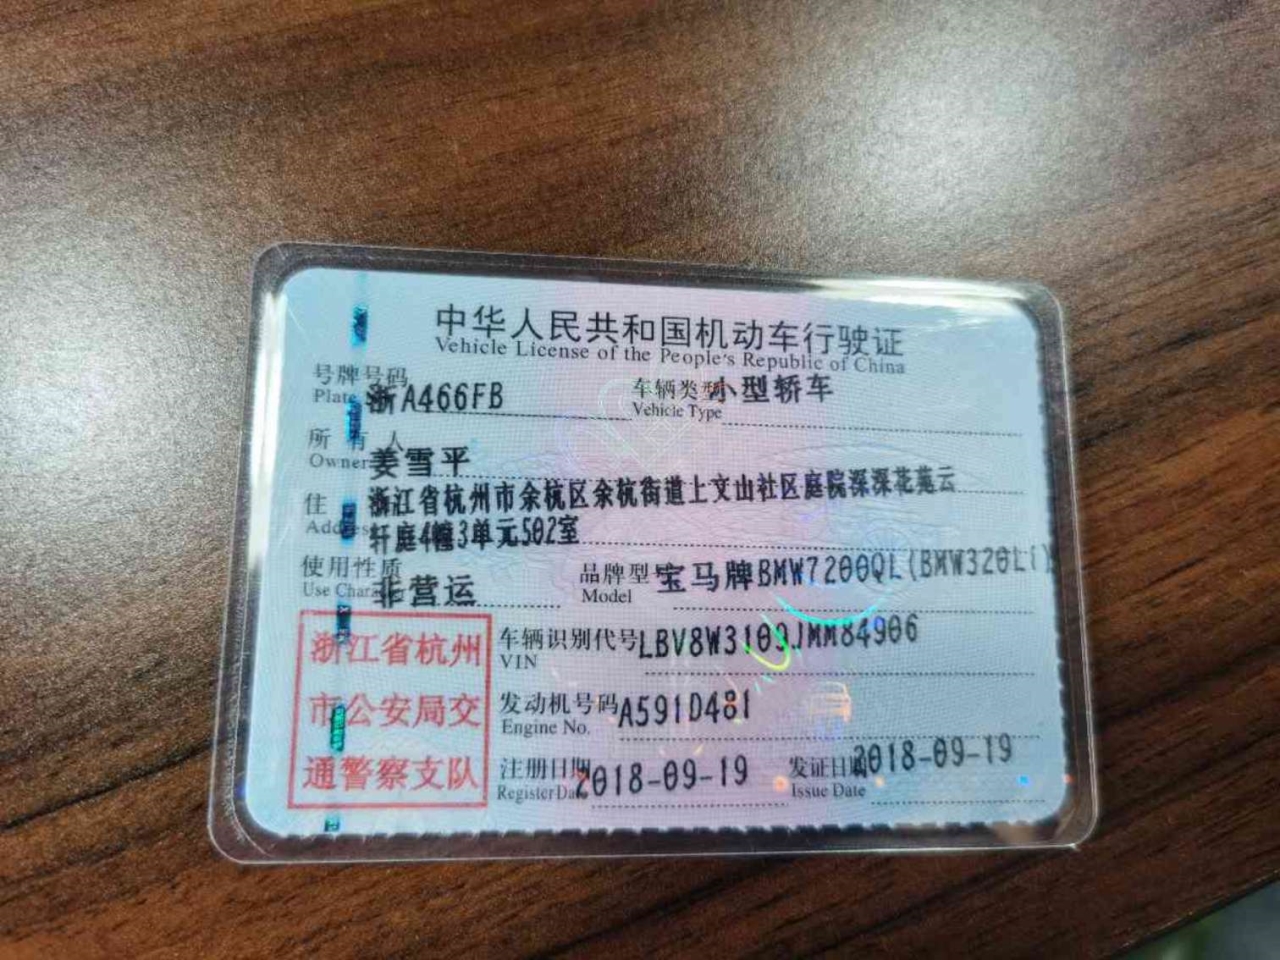 中华人民共和国机动车行驶证
Vehicle License of the People's Republic of China
号牌号码 浙A466FB 车辆类型 小型轿车
Plate Vehicle Type
所有人 姜雪平
Owner
住 浙江省杭州市余杭区余杭街道上文山社区庭院深深花苑云
Address 轩庭4幢3单元502室
使用性质 非营运 品牌型号 宝马牌BMW7200QL(BMW320Li)
Use Character Model
浙江省杭州
市公安局交
通警察支队
车辆识别代号 LBV8W3109JMM84906
VIN
发动机号码 A591D481
Engine No.
注册日期 2018-09-19 发证日期 2018-09-19
Register Date Issue Date